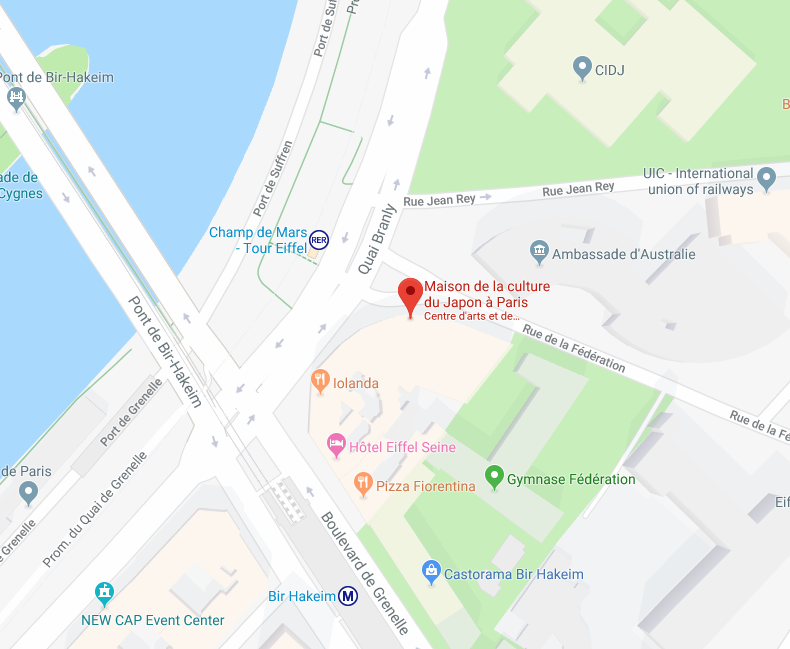 Port de Suf
Pr
Pont de Bir-Hakeim
CIDJ
B
Port de Suffren
UIC - International
union of railways
ade de
Cygnes
Rue Jean Rey
Rue Jean Rey
Champ de Mars
- Tour Eiffel
RER
Quai Branly
Ambassade d'Australie
Maison de la culture
du Japon à Paris
Centre d'arts et de...
Pont de Bir-Hakeim
Rue de la Fédération
Iolanda
Port de Grenelle
Rue de la Fé
Hôtel Eiffel Seine
de Paris
Gymnase Fédération
Pizza Fiorentina
Prom. du Quai de Grenelle
Eif
e Grenelle
Boulevard de Grenelle
Castorama Bir Hakeim
Bir Hakeim
M
NEW CAP Event Center